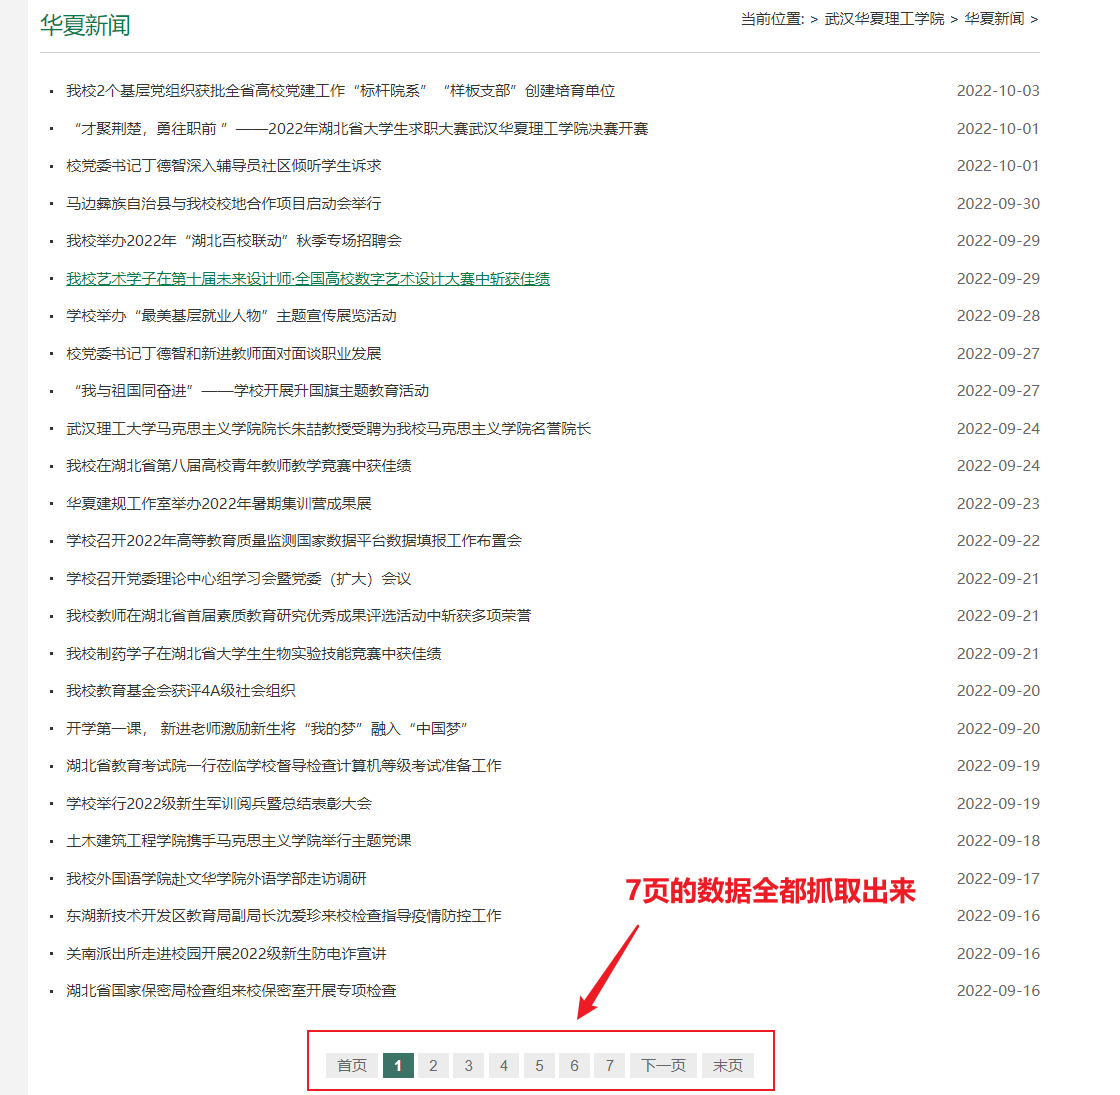 华夏新闻
当前位置: > 武汉华夏理工学院 > 华夏新闻 >
我校2个基层党组织获批全省高校党建工作“标杆院系” “样板支部”创建培育单位 2022-10-03
“才聚荆楚，勇往职前 ”——2022年湖北省大学生求职大赛武汉华夏理工学院决赛开赛 2022-10-01
校党委书记丁德智深入辅导员社区倾听学生诉求 2022-10-01
马边彝族自治县与我校校地合作项目启动会举行 2022-09-30
我校举办2022年“湖北百校联动”秋季专场招聘会 2022-09-29
我校艺术学子在第十届未来设计师·全国高校数字艺术设计大赛中斩获佳绩 2022-09-29
学校举办“最美基层就业人物”主题宣传展览活动 2022-09-28
校党委书记丁德智和新进教师面对面谈职业发展 2022-09-27
“我与祖国同奋进”——学校开展升国旗主题教育活动 2022-09-27
武汉理工大学马克思主义学院院长朱喆教授受聘为我校马克思主义学院名誉院长 2022-09-24
我校在湖北省第八届高校青年教师教学竞赛中获佳绩 2022-09-24
华夏建规工作室举办2022年暑期集训营成果展 2022-09-23
学校召开2022年高等教育质量监测国家数据平台数据填报工作布置会 2022-09-22
学校召开党委理论中心组学习会暨党委（扩大）会议 2022-09-21
我校教师在湖北省首届素质教育研究优秀成果评选活动中斩获多项荣誉 2022-09-21
我校制药学子在湖北省大学生生物实验技能竞赛中获佳绩 2022-09-21
我校教育基金会获评4A级社会组织 2022-09-20
开学第一课， 新进老师激励新生将“我的梦”融入“中国梦” 2022-09-20
湖北省教育考试院一行莅临学校督导检查计算机等级考试准备工作 2022-09-19
学校举行2022级新生军训阅兵暨总结表彰大会 2022-09-19
土木建筑工程学院携手马克思主义学院举行主题党课 2022-09-18
我校外国语学院赴文华学院外语学部走访调研 2022-09-17
东湖新技术开发区教育局副局长沈爱珍来校检查指导疫情防控工作 2022-09-16
关南派出所走进校园开展2022级新生防电诈宣讲 2022-09-16
湖北省国家保密局检查组来校保密室开展专项检查 2022-09-16
7页的数据全都抓取出来
首页 1 2 3 4 5 6 7 下一页 末页